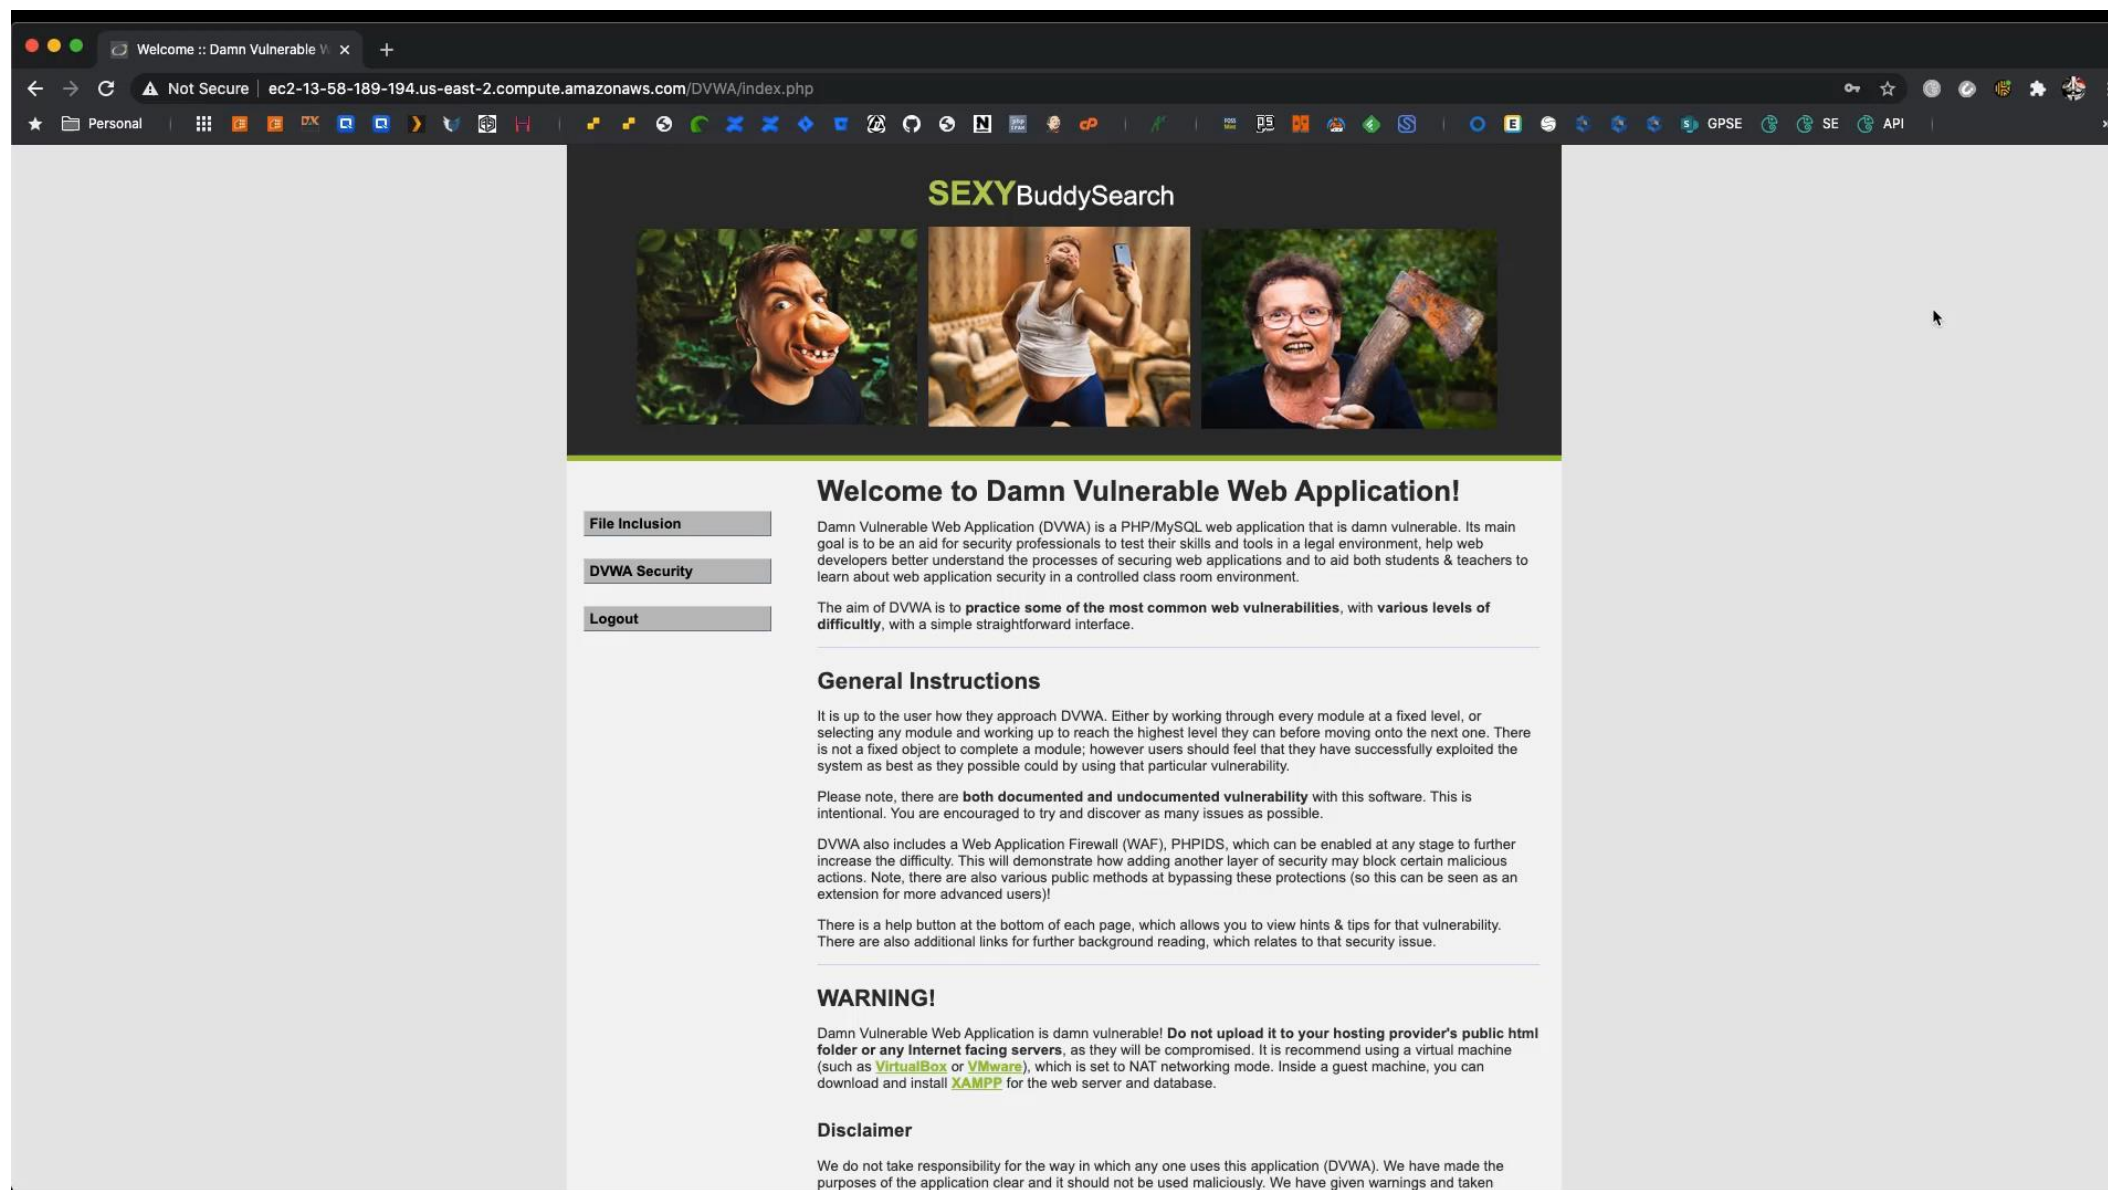 Welcome :: Damn Vulnerable W
Not Secure ec2-13-58-189-194.us-east-2.compute.amazonaws.com/DVWA/index.php
Personal GPSE SE API
SEXYBuddySearch
File Inclusion
DVWA Security
Logout
Welcome to Damn Vulnerable Web Application!
Damn Vulnerable Web Application (DVWA) is a PHP/MySQL web application that is damn vulnerable. Its main
goal is to be an aid for security professionals to test their skills and tools in a legal environment, help web
developers better understand the processes of securing web applications and to aid both students & teachers to
learn about web application security in a controlled class room environment.
The aim of DVWA is to practice some of the most common web vulnerabilities, with various levels of
difficultly, with a simple straightforward interface.
General Instructions
It is up to the user how they approach DVWA. Either by working through every module at a fixed level, or
selecting any module and working up to reach the highest level they can before moving onto the next one. There
is not a fixed object to complete a module; however users should feel that they have successfully exploited the
system as best as they possible could by using that particular vulnerability.
Please note, there are both documented and undocumented vulnerability with this software. This is
intentional. You are encouraged to try and discover as many issues as possible.
DVWA also includes a Web Application Firewall (WAF), PHPIDS, which can be enabled at any stage to further
increase the difficulty. This will demonstrate how adding another layer of security may block certain malicious
actions. Note, there are also various public methods at bypassing these protections (so this can be seen as an
extension for more advanced users)!
There is a help button at the bottom of each page, which allows you to view hints & tips for that vulnerability.
There are also additional links for further background reading, which relates to that security issue.
WARNING!
Damn Vulnerable Web Application is damn vulnerable! Do not upload it to your hosting provider's public html
folder or any Internet facing servers, as they will be compromised. It is recommend using a virtual machine
(such as VirtualBox or VMware), which is set to NAT networking mode. Inside a guest machine, you can
download and install XAMPP for the web server and database.
Disclaimer
We do not take responsibility for the way in which any one uses this application (DVWA). We have made the
purposes of the application clear and it should not be used maliciously. We have given warnings and taken